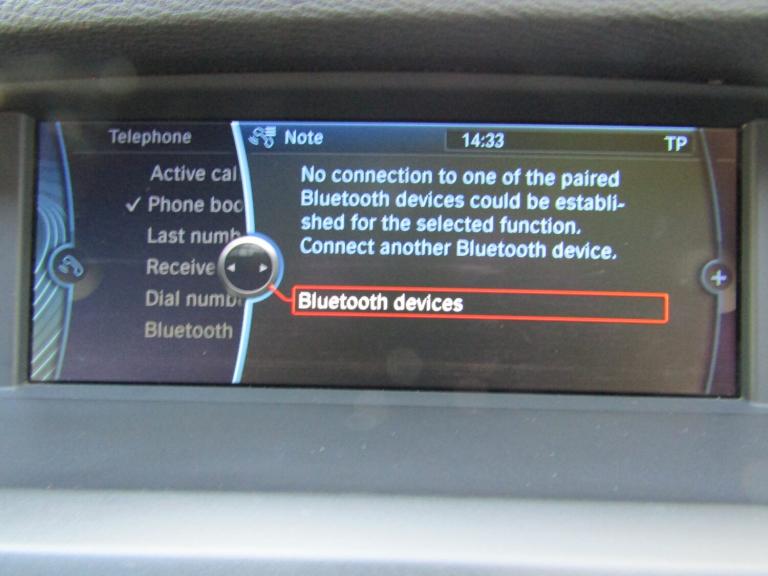 Telephone
Note
14:33
TP
Active cal
Phone boo
Last numb
Receive
Dial numb
Bluetooth
No connection to one of the paired
Bluetooth devices could be establi-
shed for the selected function.
Connect another Bluetooth device.
Bluetooth devices